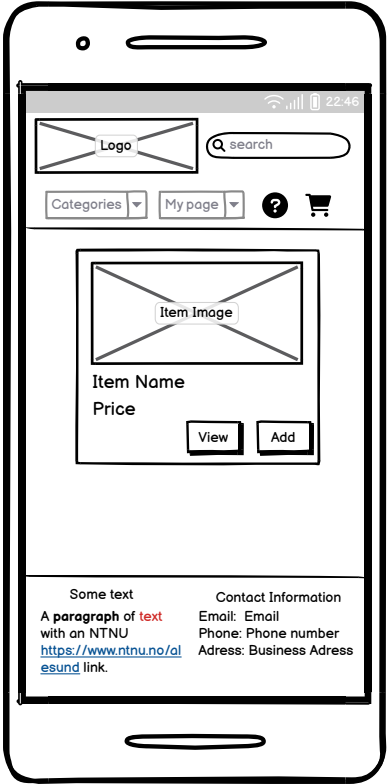 22:46
Logo
search
Categories
My page
?
Item Image
Item Name
Price
View
Add
Some text
A paragraph of text
with an NTNU
https://www.ntnu.no/al
esund link.
Contact Information
Email: Email
Phone: Phone number
Adress: Business Adress